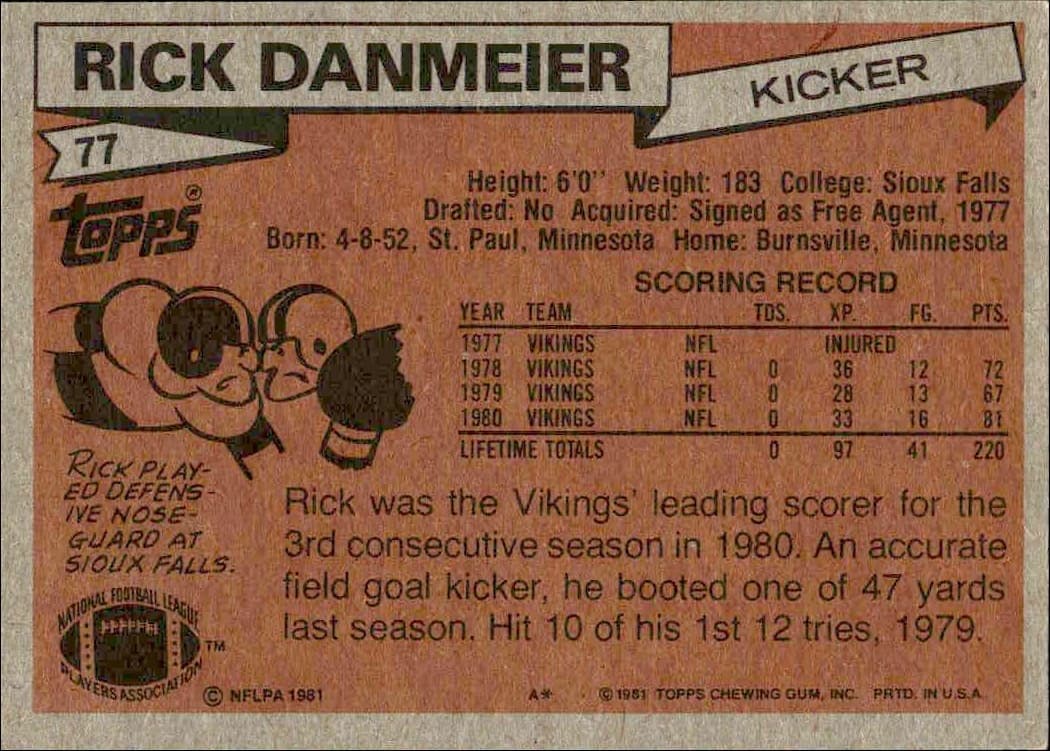 RICK DANMEIER
KICKER
77
TOPPS®
Height: 6'0'' Weight: 183 College: Sioux Falls
Drafted: No Acquired: Signed as Free Agent, 1977
Born: 4-8-52, St. Paul, Minnesota Home: Burnsville, Minnesota
SCORING RECORD
YEAR TEAM TDS. XP. FG. PTS.
1977 VIKINGS NFL INJURED
1978 VIKINGS NFL 0 36 12 72
1979 VIKINGS NFL 0 28 13 67
1980 VIKINGS NFL 0 33 16 81
LIFETIME TOTALS 0 97 41 220
RICK PLAY-
ED DEFENS-
IVE NOSE-
GUARD AT
SIOUX FALLS.
Rick was the Vikings' leading scorer for the
3rd consecutive season in 1980. An accurate
field goal kicker, he booted one of 47 yards
last season. Hit 10 of his 1st 12 tries, 1979.
NATIONAL FOOTBALL LEAGUE
PLAYERS ASSOCIATION
TM
© NFLPA 1981 A* © 1981 TOPPS CHEWING GUM, INC. PRTD. IN U.S.A.